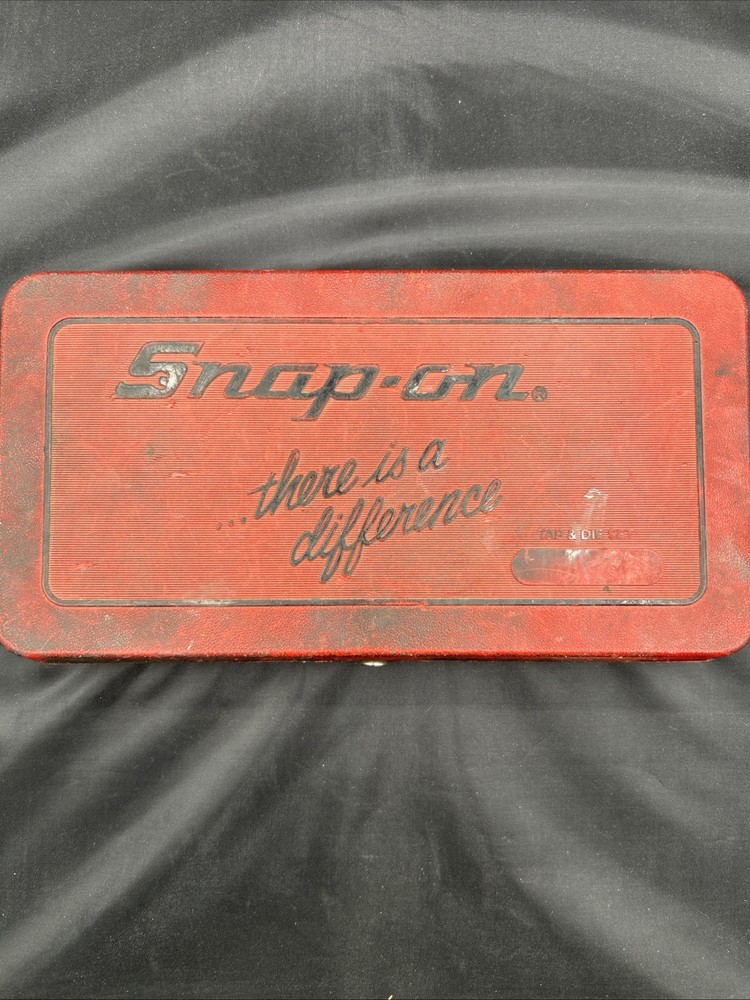 Snap-on®
...there is a
difference
TAP & DIE SET